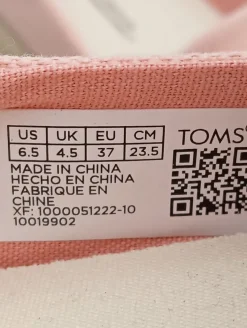 US UK EU CM TOMS
6.5 4.5 37 23.5
MADE IN CHINA
HECHO EN CHINA
FABRIQUE EN
CHINE
XF: 1000051222-10
10019902